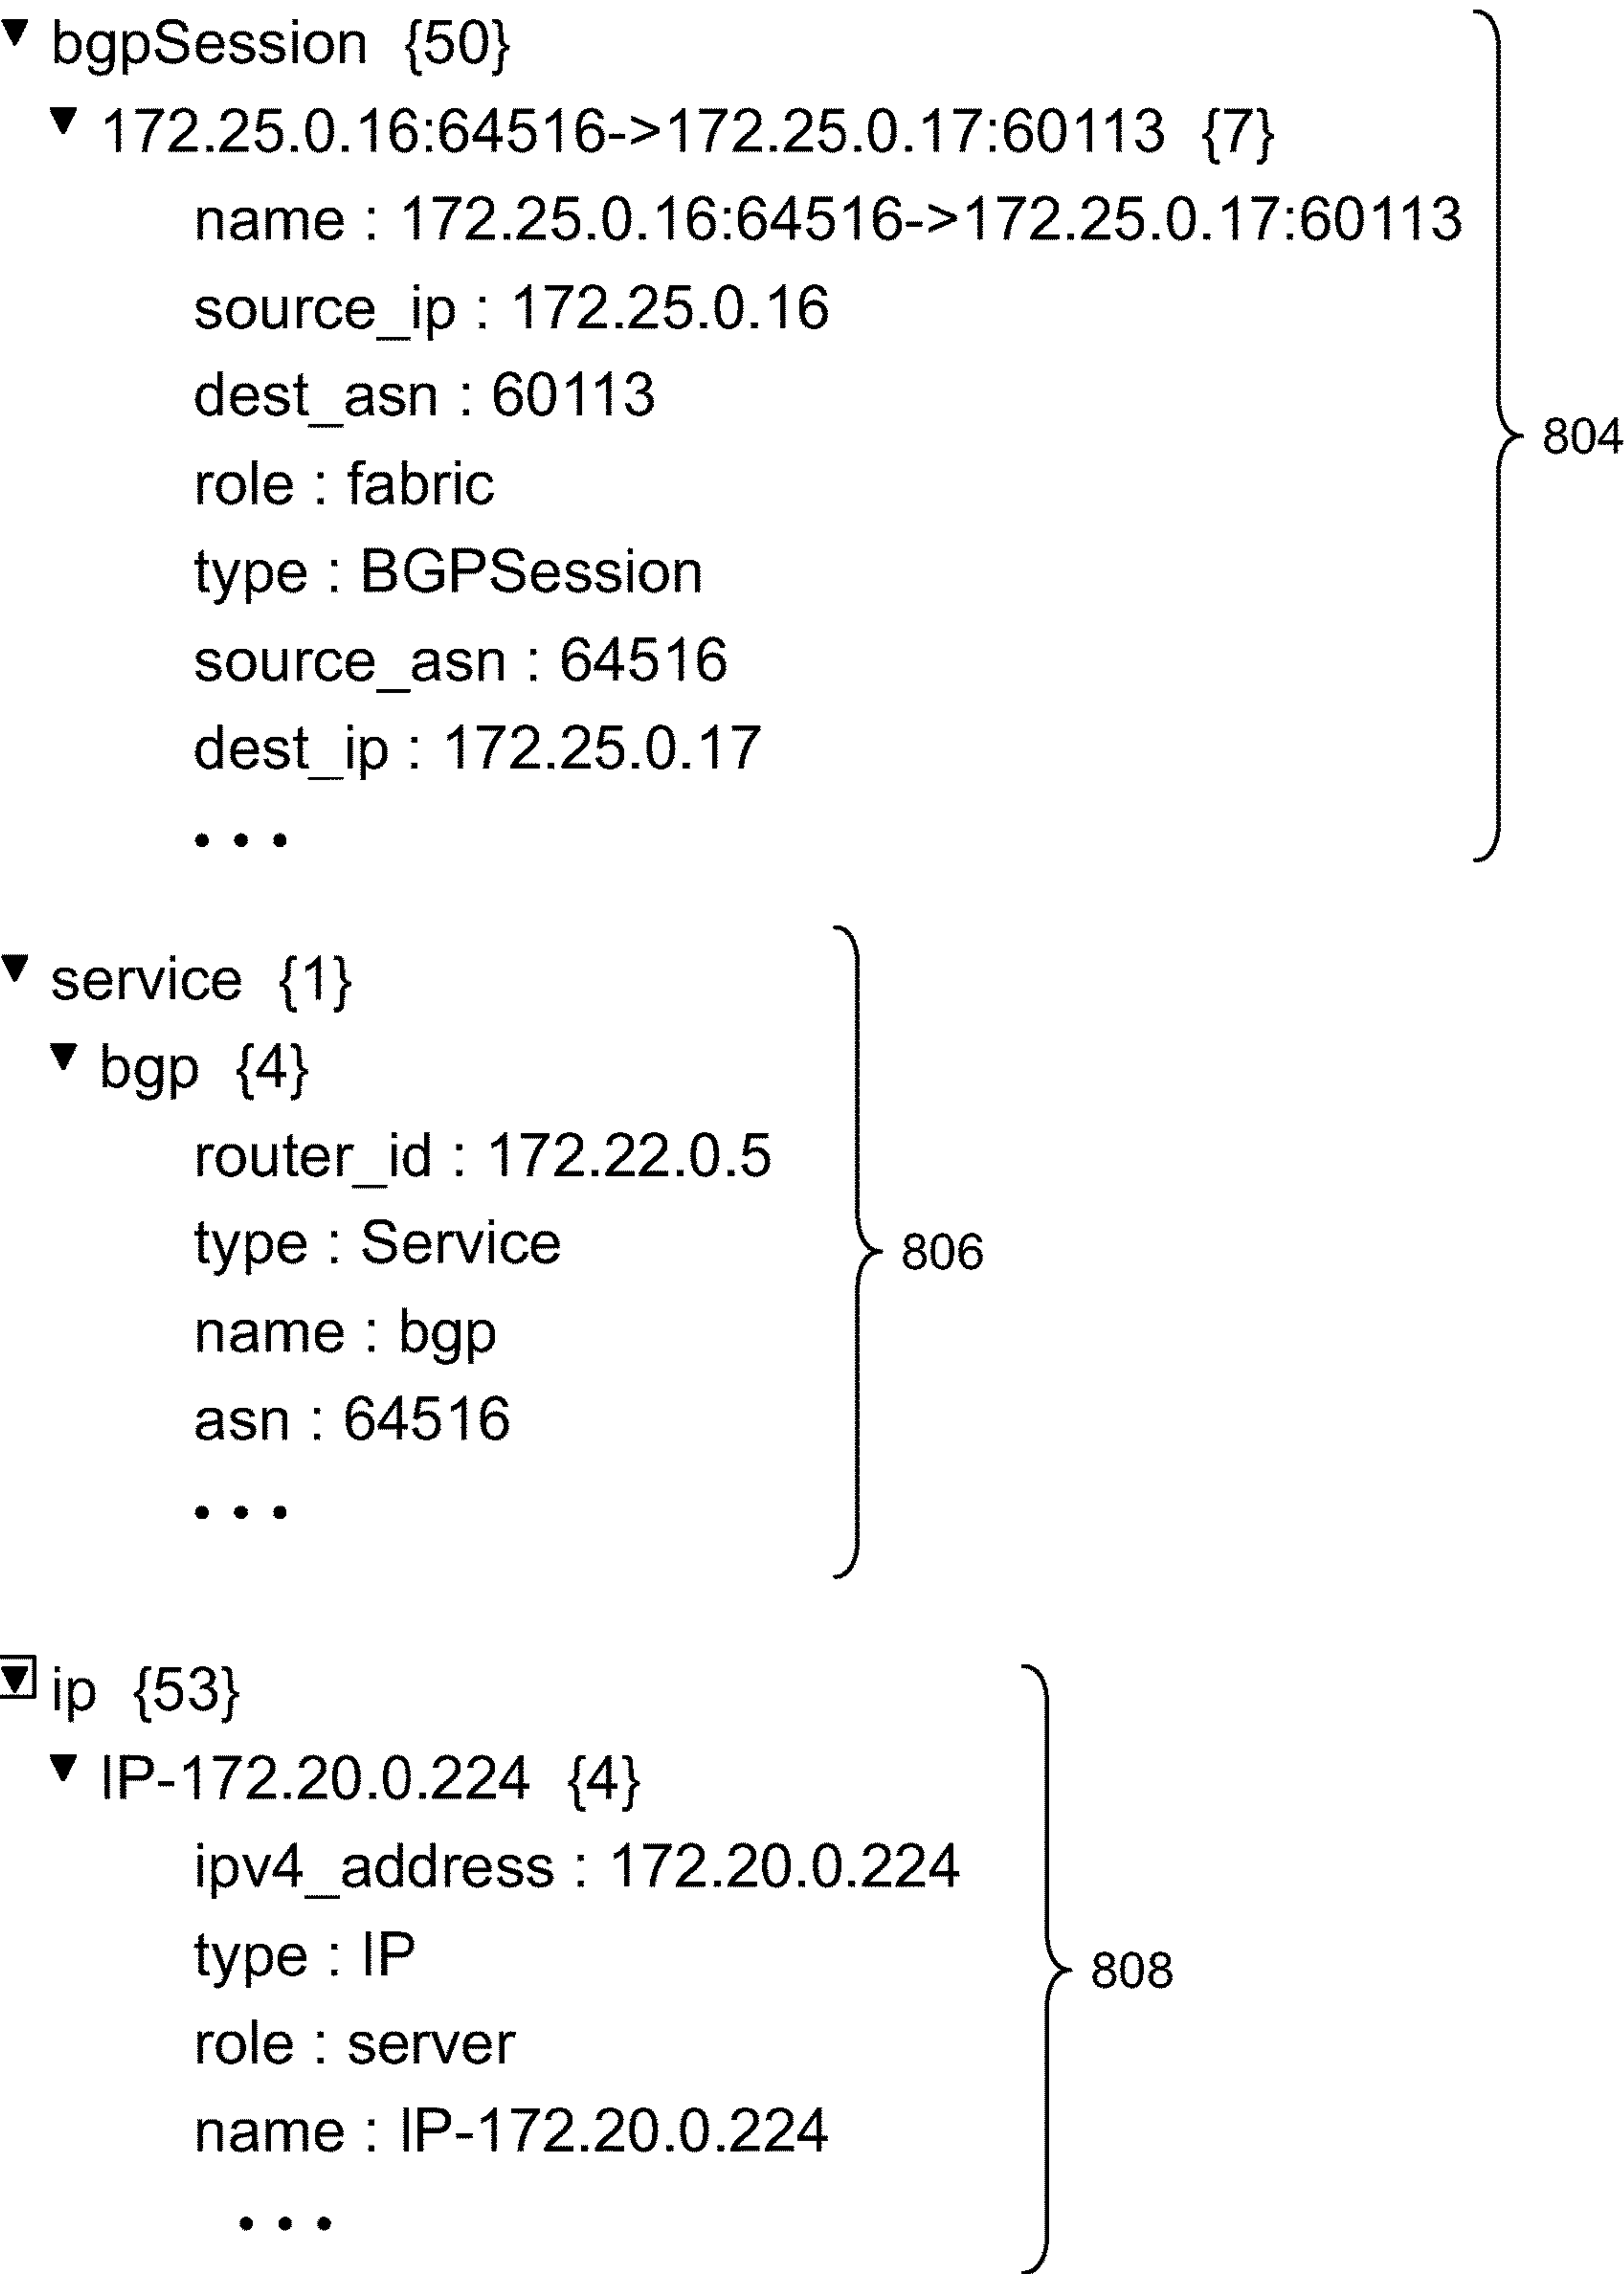 ▼ bgpSession {50}
▼ 172.25.0.16:64516->172.25.0.17:60113 {7}
name : 172.25.0.16:64516->172.25.0.17:60113
source_ip : 172.25.0.16
dest_asn : 60113
804
role : fabric
type : BGPSession
source_asn : 64516
dest_ip : 172.25.0.17
...
▼ service {1}
▼ bgp {4}
router_id : 172.22.0.5
type : Service
806
name : bgp
asn : 64516
...
▼ ip {53}
▼ IP-172.20.0.224 {4}
ipv4_address : 172.20.0.224
type : IP
808
role : server
name : IP-172.20.0.224
...